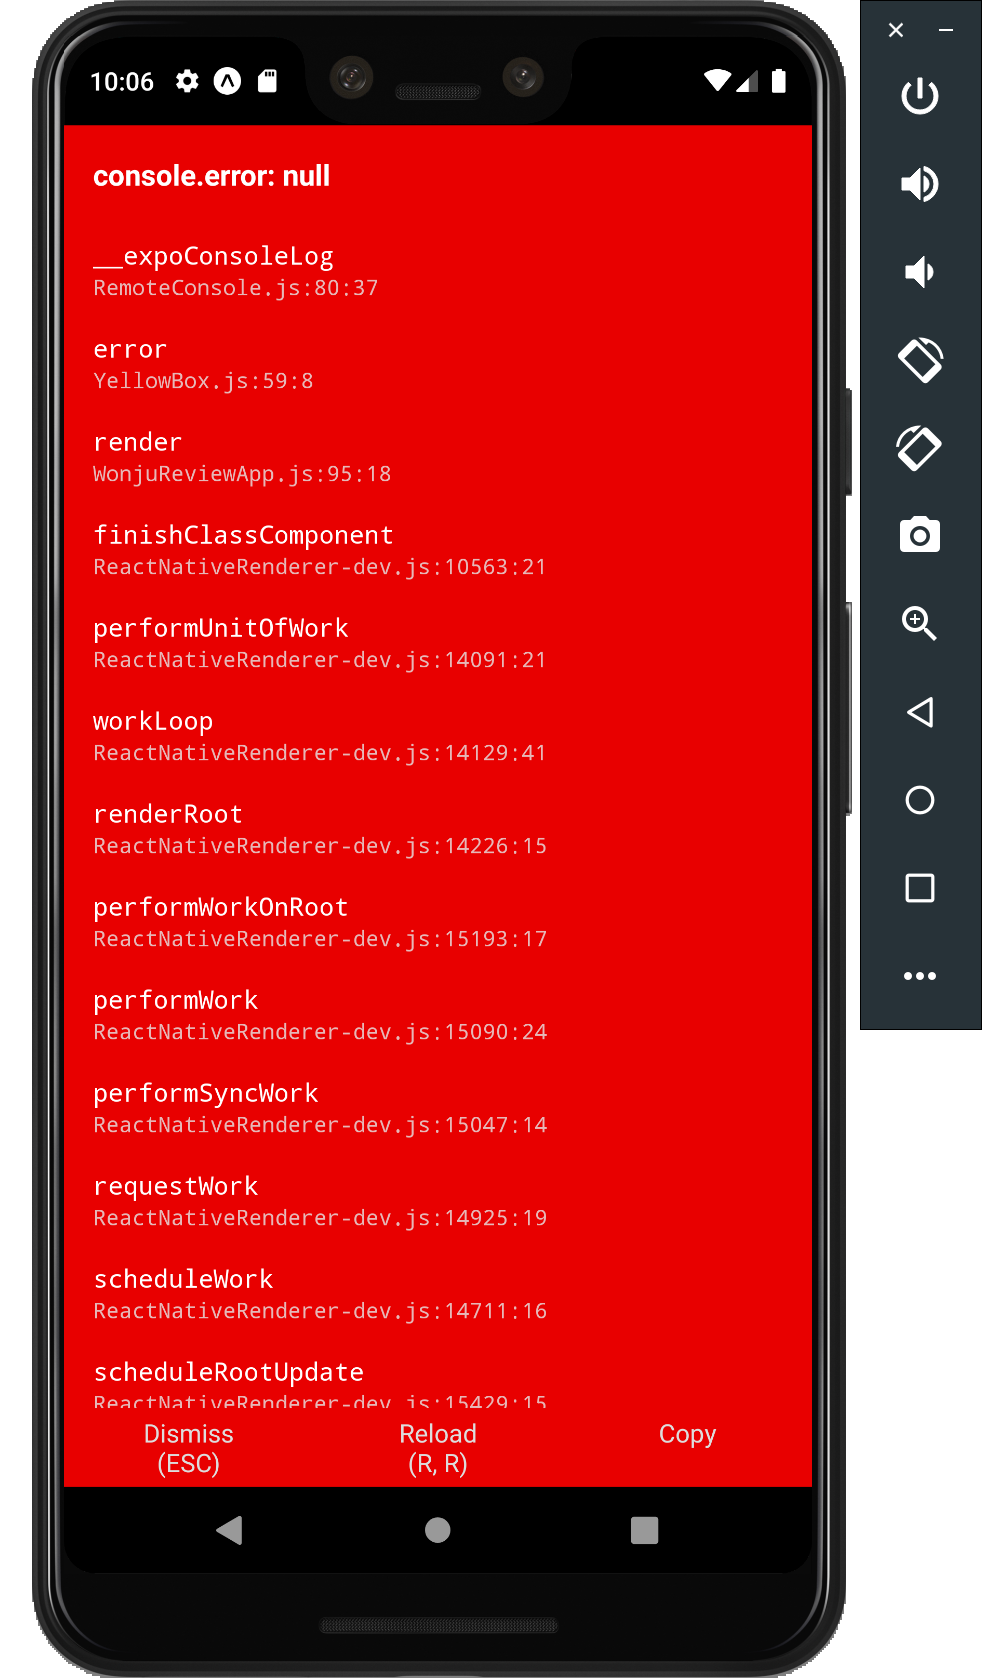 10:06
console.error: null
__expoConsoleLog
RemoteConsole.js:80:37
error
YellowBox.js:59:8
render
WonjuReviewApp.js:95:18
finishClassComponent
ReactNativeRenderer-dev.js:10563:21
performUnitOfWork
ReactNativeRenderer-dev.js:14091:21
workLoop
ReactNativeRenderer-dev.js:14129:41
renderRoot
ReactNativeRenderer-dev.js:14226:15
performWorkOnRoot
ReactNativeRenderer-dev.js:15193:17
performWork
ReactNativeRenderer-dev.js:15090:24
performSyncWork
ReactNativeRenderer-dev.js:15047:14
requestWork
ReactNativeRenderer-dev.js:14925:19
scheduleWork
ReactNativeRenderer-dev.js:14711:16
scheduleRootUpdate
ReactNativeRenderer-dev.js:15429:15
Dismiss
(ESC)
Reload
(R, R)
Copy